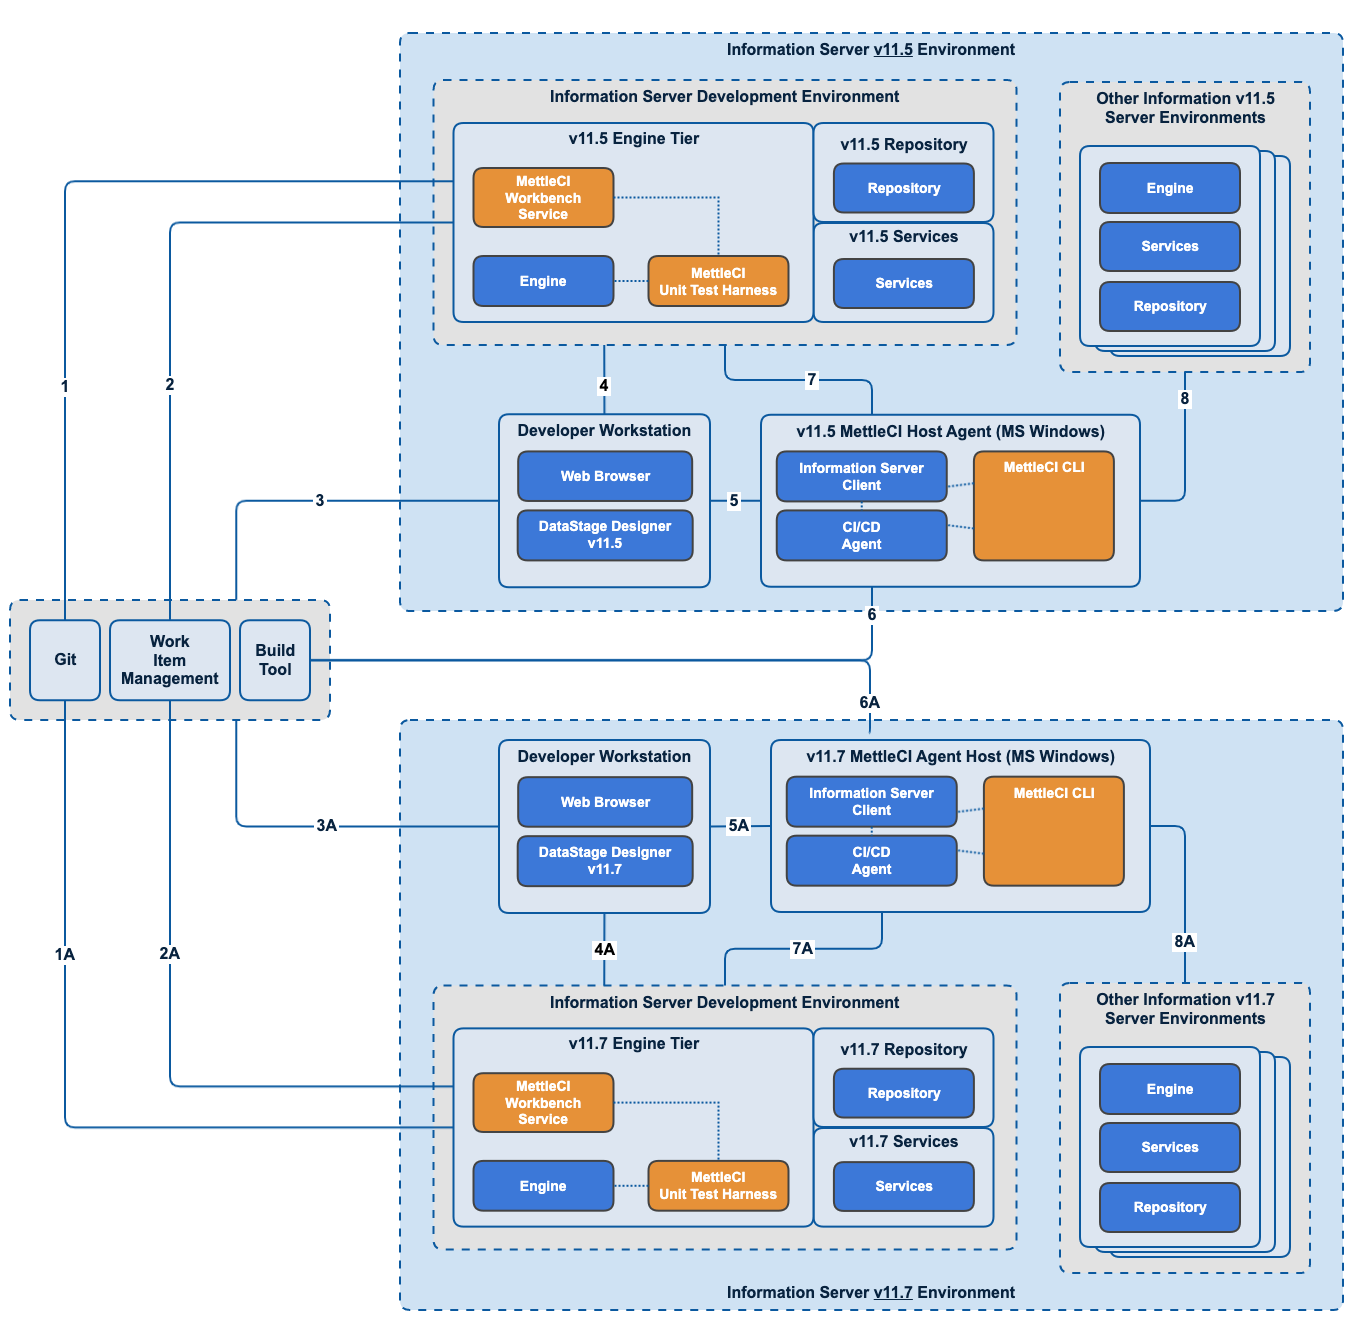 Information Server v11.5 Environment
Information Server Development Environment
v11.5 Engine Tier
MettleCI
Workbench
Service
Engine
MettleCI
Unit Test Harness
v11.5 Repository
Repository
v11.5 Services
Services
Other Information v11.5
Server Environments
Engine
Services
Repository
1
2
4
7
8
Developer Workstation
Web Browser
DataStage Designer
v11.5
3
5
v11.5 MettleCI Host Agent (MS Windows)
Information Server
Client
CI/CD
Agent
MettleCI CLI
6
Git
Work
Item
Management
Build
Tool
6A
Developer Workstation
Web Browser
DataStage Designer
v11.7
3A
5A
v11.7 MettleCI Agent Host (MS Windows)
Information Server
Client
CI/CD
Agent
MettleCI CLI
1A
2A
4A
7A
8A
Information Server Development Environment
v11.7 Engine Tier
MettleCI
Workbench
Service
Engine
MettleCI
Unit Test Harness
v11.7 Repository
Repository
v11.7 Services
Services
Other Information v11.7
Server Environments
Engine
Services
Repository
Information Server v11.7 Environment